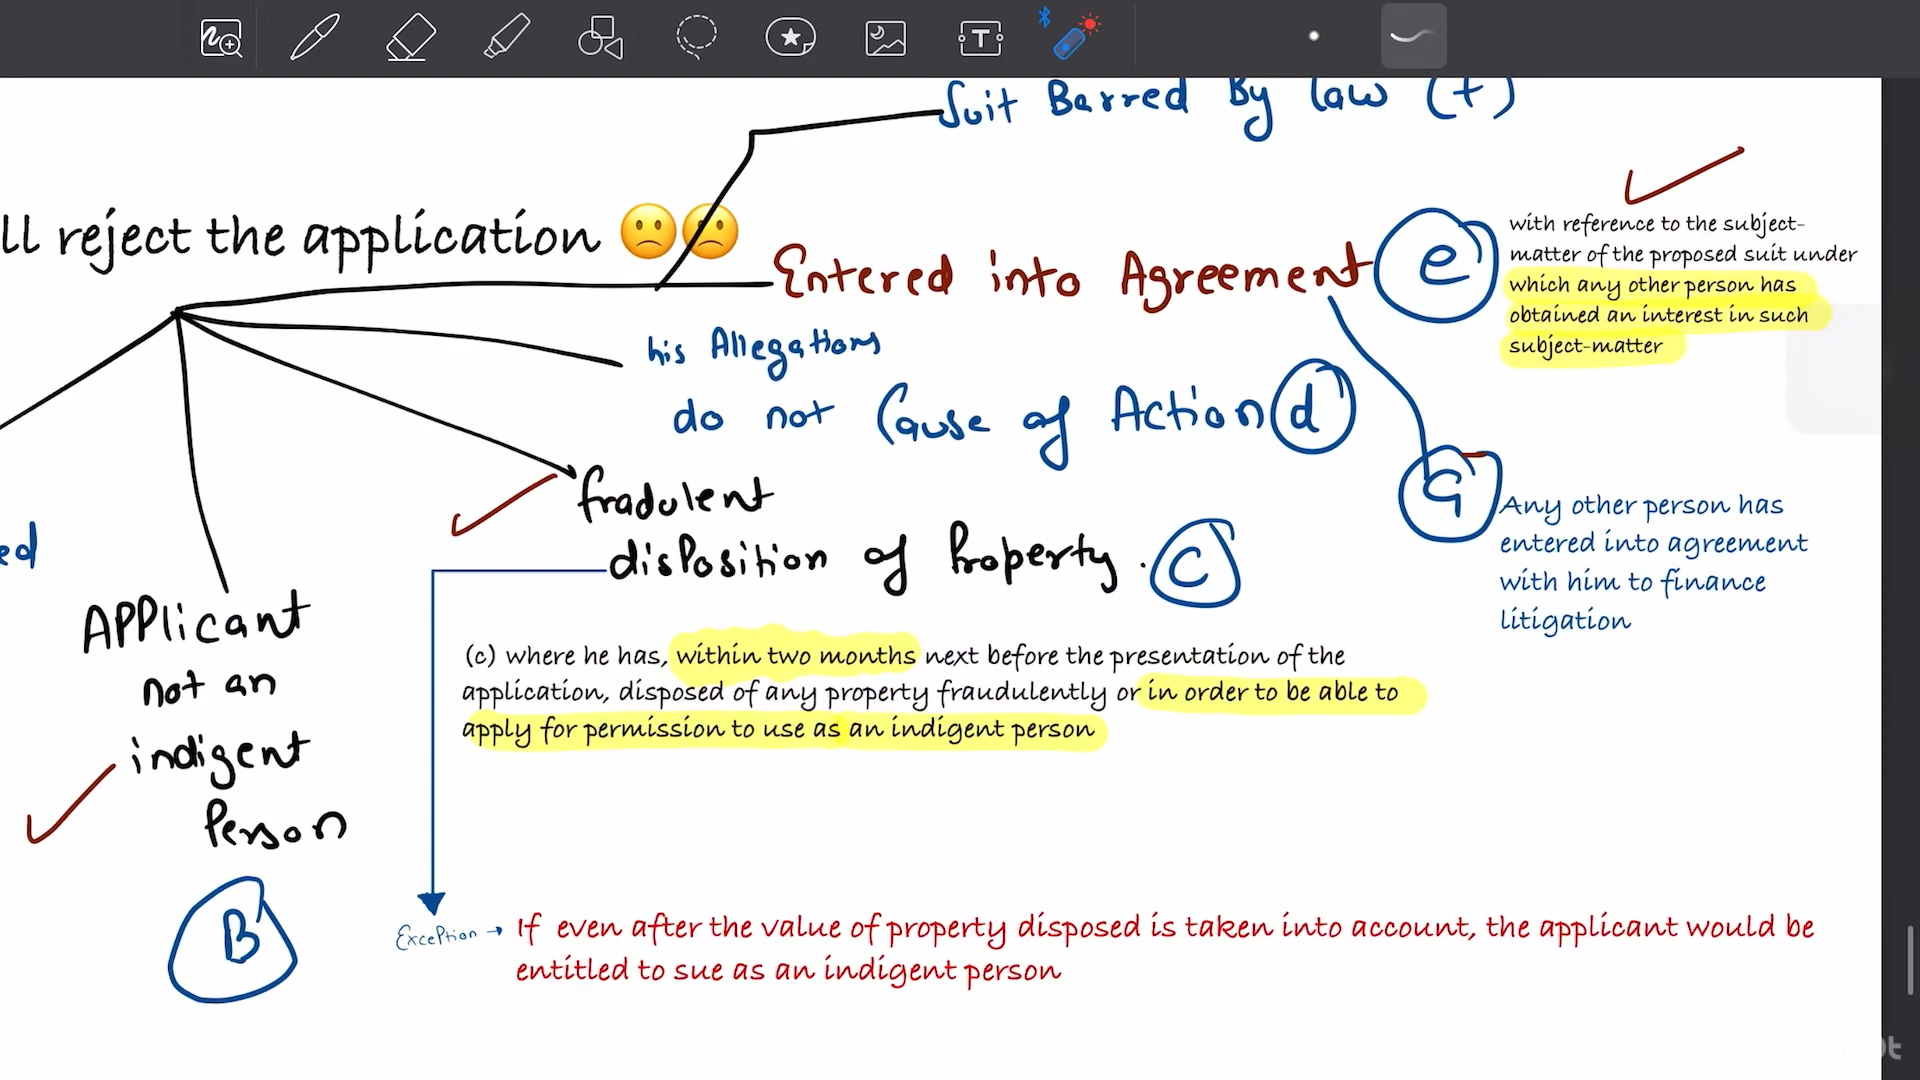 Suit Barred By law (f)
ll reject the application
Entered into Agreement e
with reference to the subject-
matter of the proposed suit under
which any other person has
obtained an interest in such
subject-matter
his Allegations
do not Cause of Action d
fradulent
disposition of Property. C
G
Any other person has
entered into agreement
with him to finance
litigation
ed
APPlicant
not an
indigent
Person
B
(c) where he has, within two months next before the presentation of the
application, disposed of any property fraudulently or in order to be able to
apply for permission to use as an indigent person
Exception → If even after the value of property disposed is taken into account, the applicant would be
entitled to sue as an indigent person